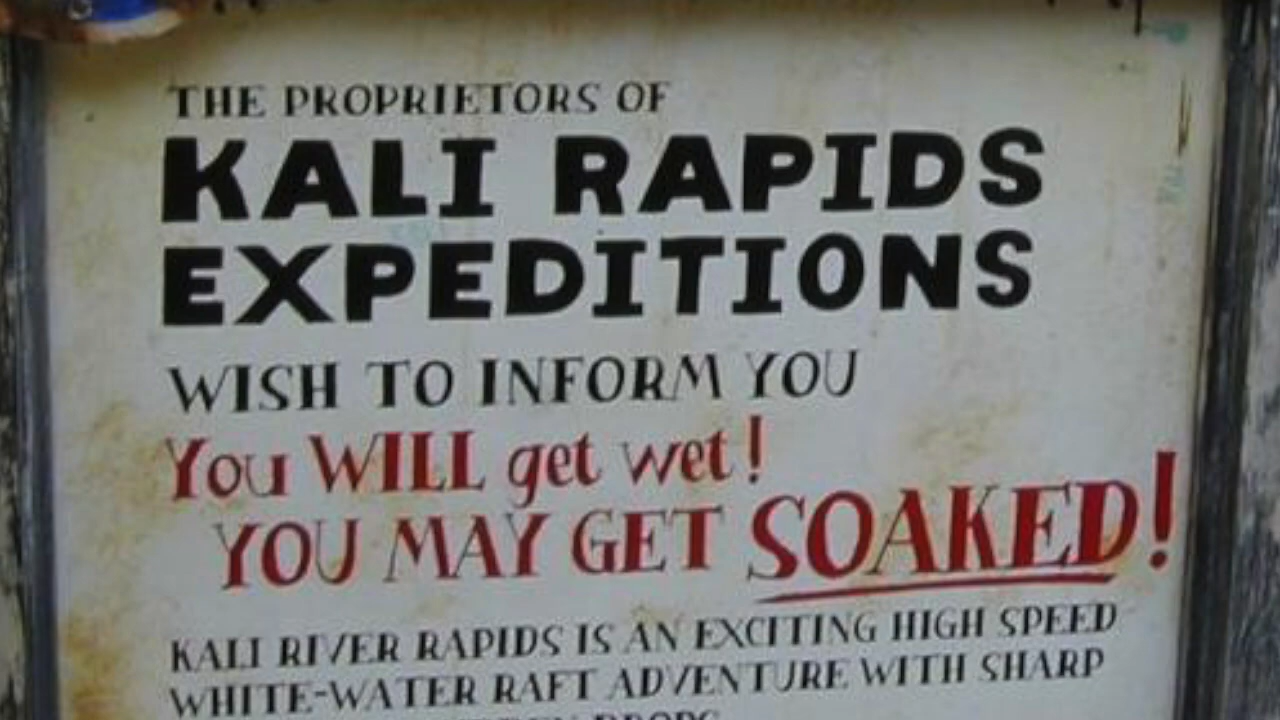 THE PROPRIETORS OF
KALI RAPIDS
EXPEDITIONS
WISH TO INFORM YOU
You WILL get wet!
YOU MAY GET SOAKED!
KALI RIVER RAPIDS IS AN EXCITING HIGH SPEED
WHITE-WATER RAFT ADVENTURE WITH SHARP
DROPS